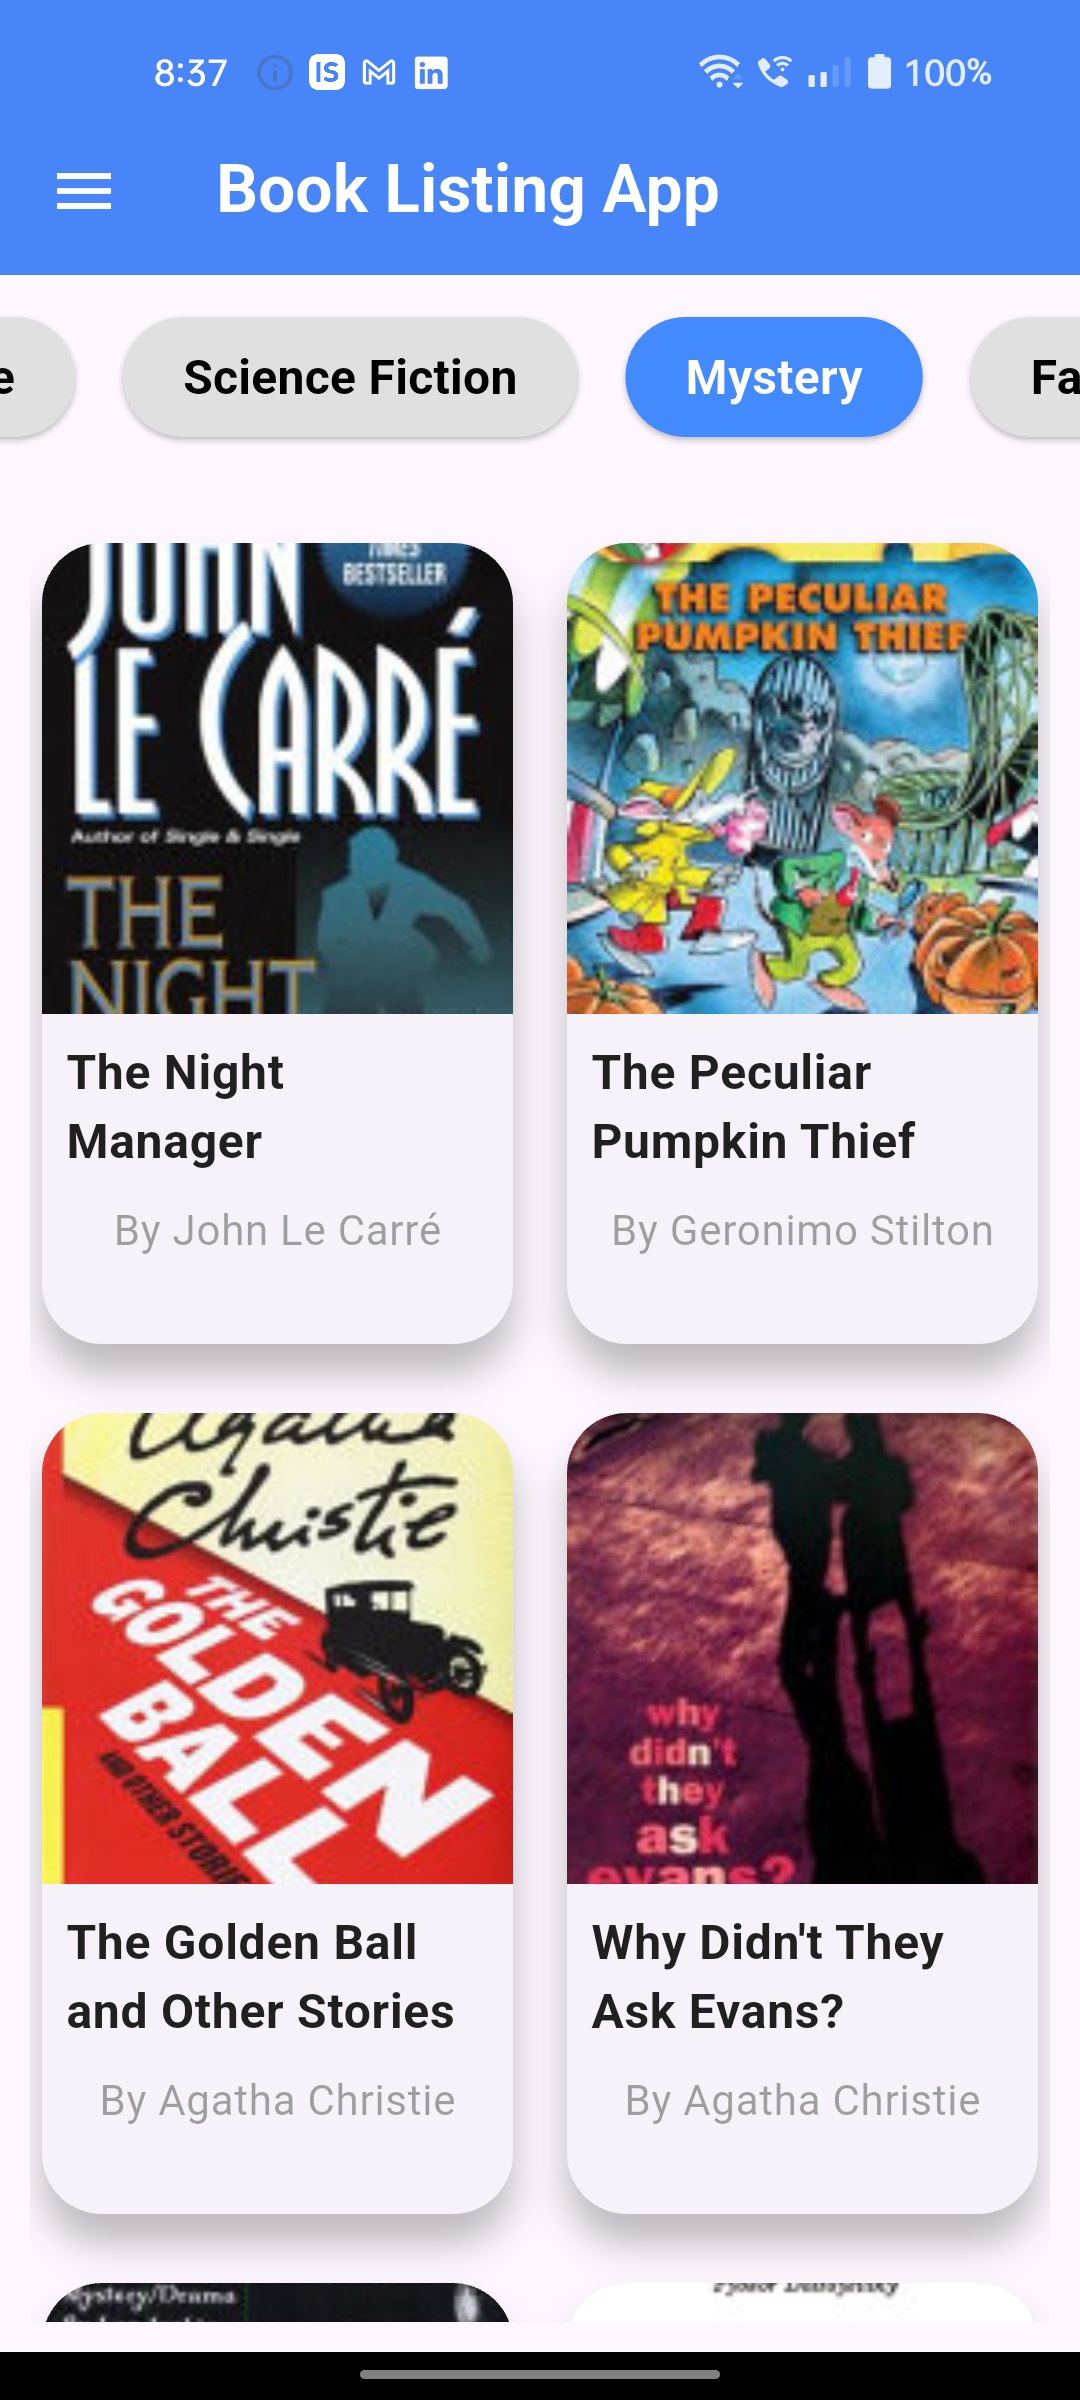 8:37 IS in 100%
Book Listing App
e Science Fiction Mystery Fa
JOHN
TIMES
BESTSELLER
LE CARRÉ
Author of Single & Single
THE
NIGHT
THE PECULIAR
PUMPKIN THIEF
The Night
Manager
By John Le Carré
The Peculiar
Pumpkin Thief
By Geronimo Stilton
Agatha
Christie
THE
GOLDEN
BALL
AND OTHER STORIES
why
didn't
they
ask
evans?
The Golden Ball
and Other Stories
By Agatha Christie
Why Didn't They
Ask Evans?
By Agatha Christie
Mystery/Drama